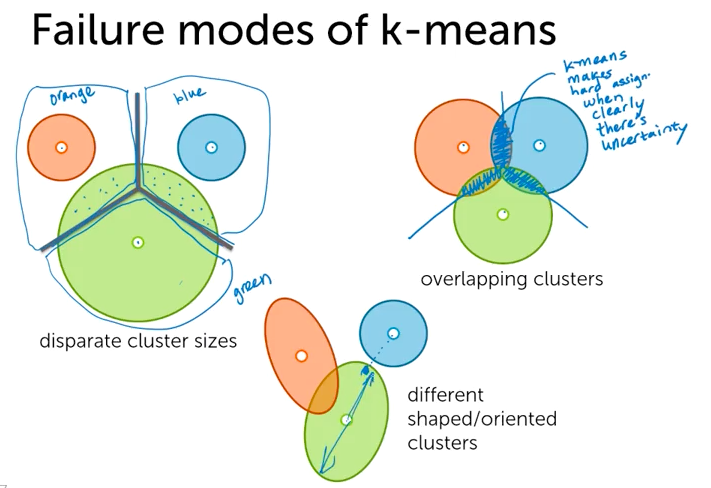 Failure modes of k-means
orange
blue
green
disparate cluster sizes
k-means
makes
hard assign.
when
clearly
there's
uncertainty
overlapping clusters
different
shaped/oriented
clusters